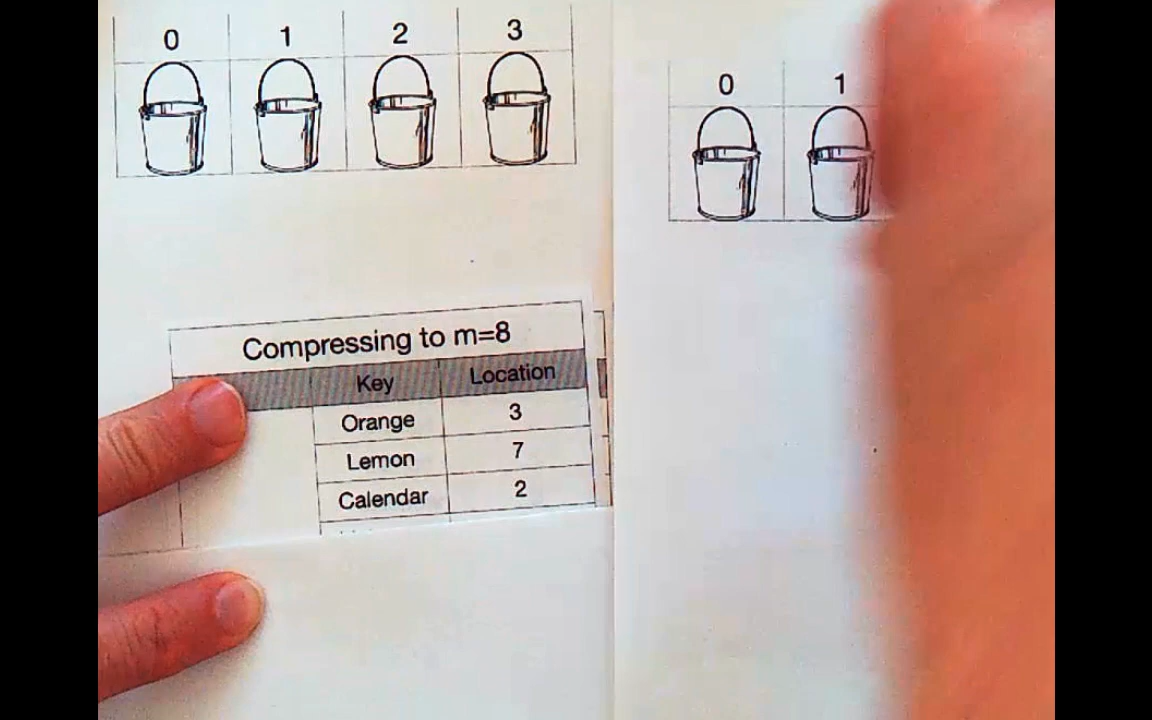 0 1 2 3
0 1
Compressing to m=8
Key Location
Orange 3
Lemon 7
Calendar 2